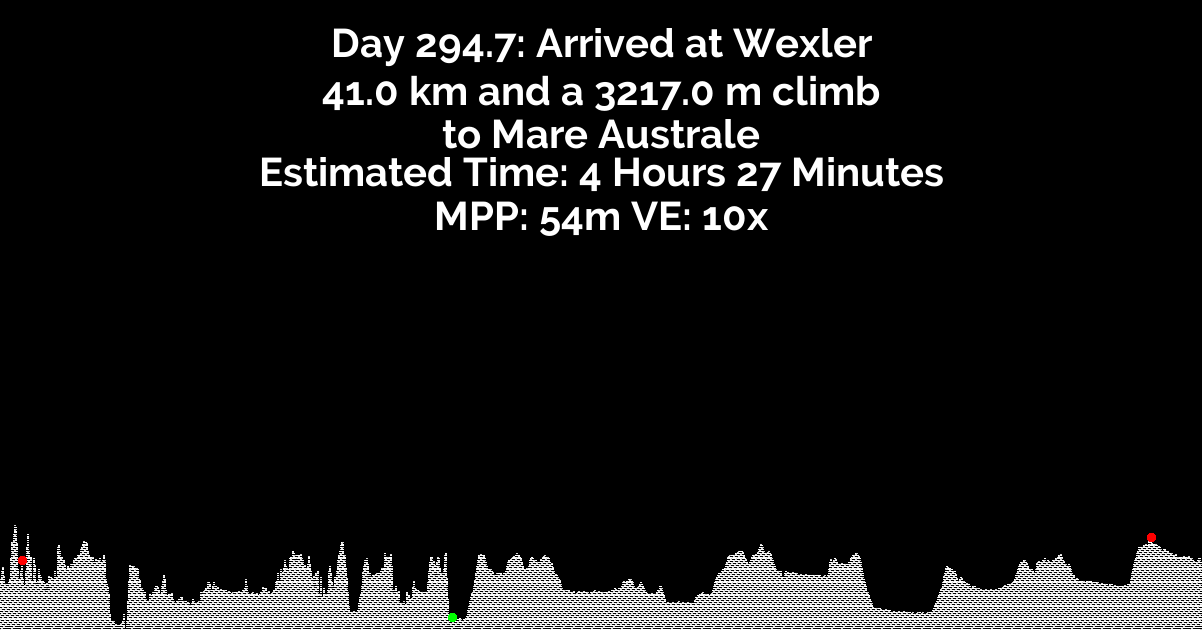 Day 294.7: Arrived at Wexler
41.0 km and a 3217.0 m climb
to Mare Australe
Estimated Time: 4 Hours 27 Minutes
MPP: 54m VE: 10x